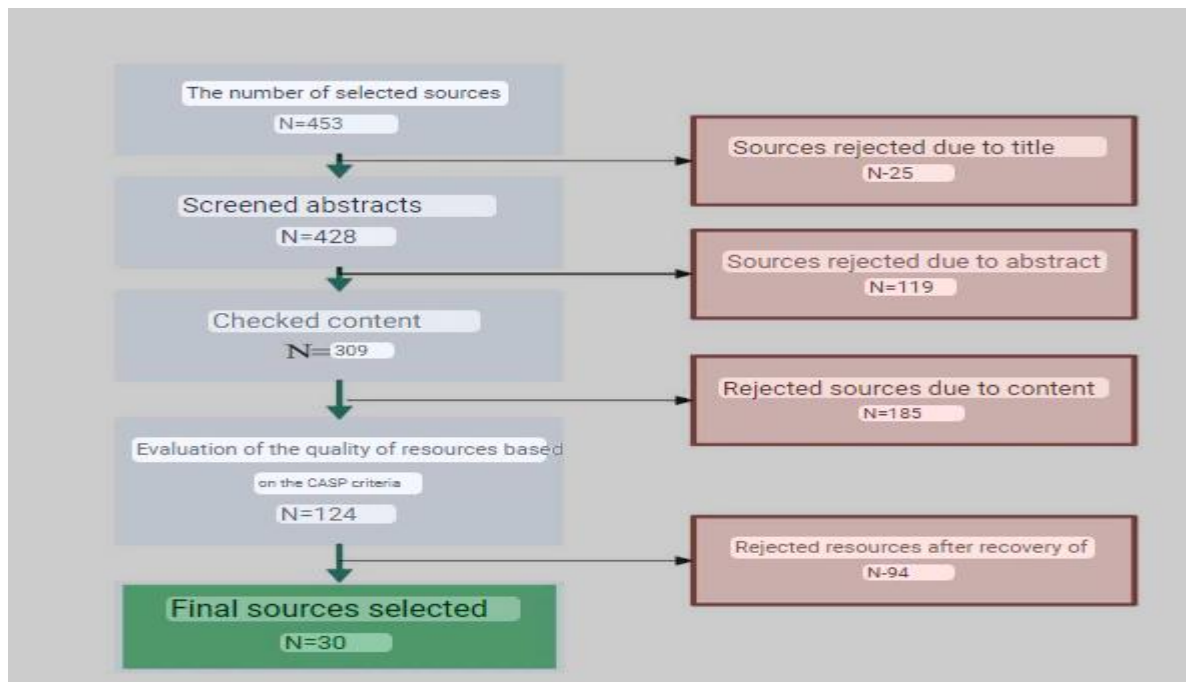 The number of selected sources
N=453
Sources rejected due to title
N-25
Screened abstracts
N=428
Sources rejected due to abstract
N=119
Checked content
N=309
Rejected sources due to content
N=185
Evaluation of the quality of resources based
on the CASP criteria
N=124
Rejected resources after recovery of
N-94
Final sources selected
N=30